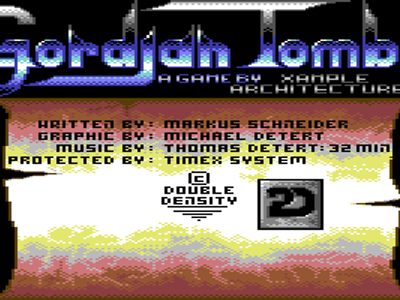 Gordian Tomb
A GAME BY XAMPLE
ARCHITECTURE
WRITTEN BY: MARKUS SCHNEIDER
GRAPHIC BY: MICHAEL DETERT
MUSIC BY: THOMAS DETERT: 32 MIN
PROTECTED BY: TIMEX SYSTEM
C
DOUBLE
DENSITY
D